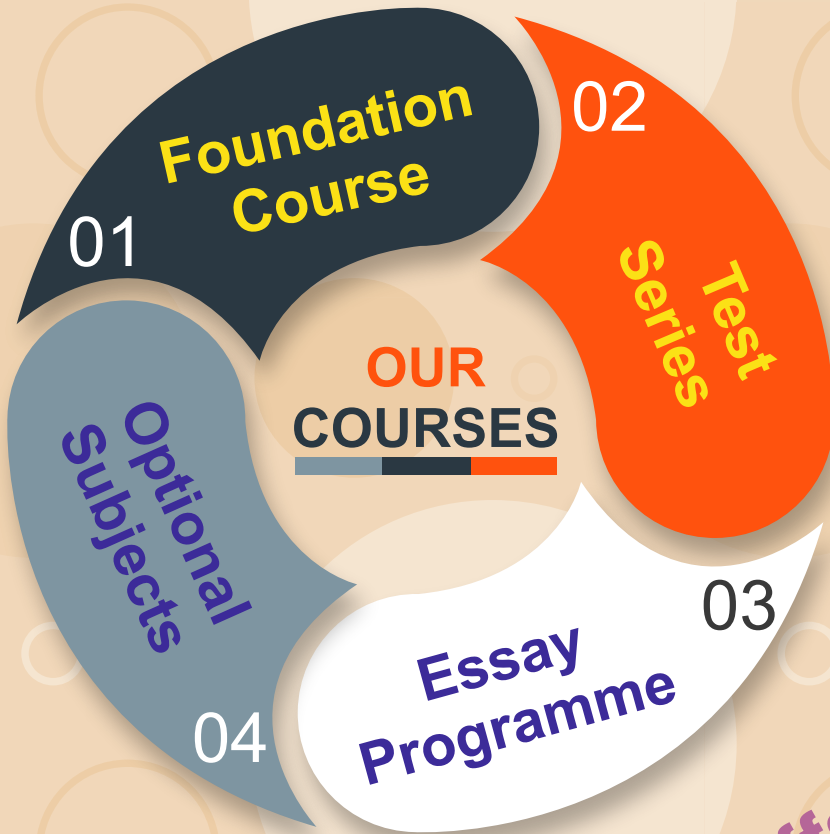 OUR
COURSES
01
Foundation
Course
02
Test
Series
03
Essay
Programme
04
Optional
Subjects